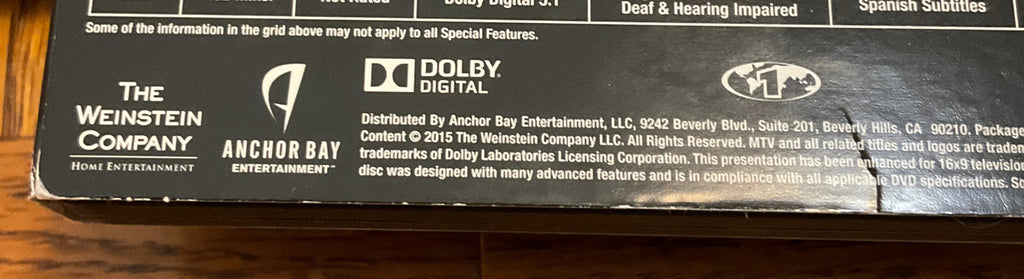 Deaf & Hearing Impaired
Spanish Subtitles
Some of the information in the grid above may not apply to all Special Features.
THE
WEINSTEIN
COMPANY
HOME ENTERTAINMENT
ANCHOR BAY
ENTERTAINMENT™
DOLBY®
DIGITAL
1
Distributed By Anchor Bay Entertainment, LLC, 9242 Beverly Blvd., Suite 201, Beverly Hills, CA 90210. Package
Content © 2015 The Weinstein Company LLC. All Rights Reserved. MTV and all related titles and logos are
trademarks of Dolby Laboratories Licensing Corporation. This presentation has been enhanced for 16x9
disc was designed with many advanced features and is in compliance with all applicable DVD specifications.